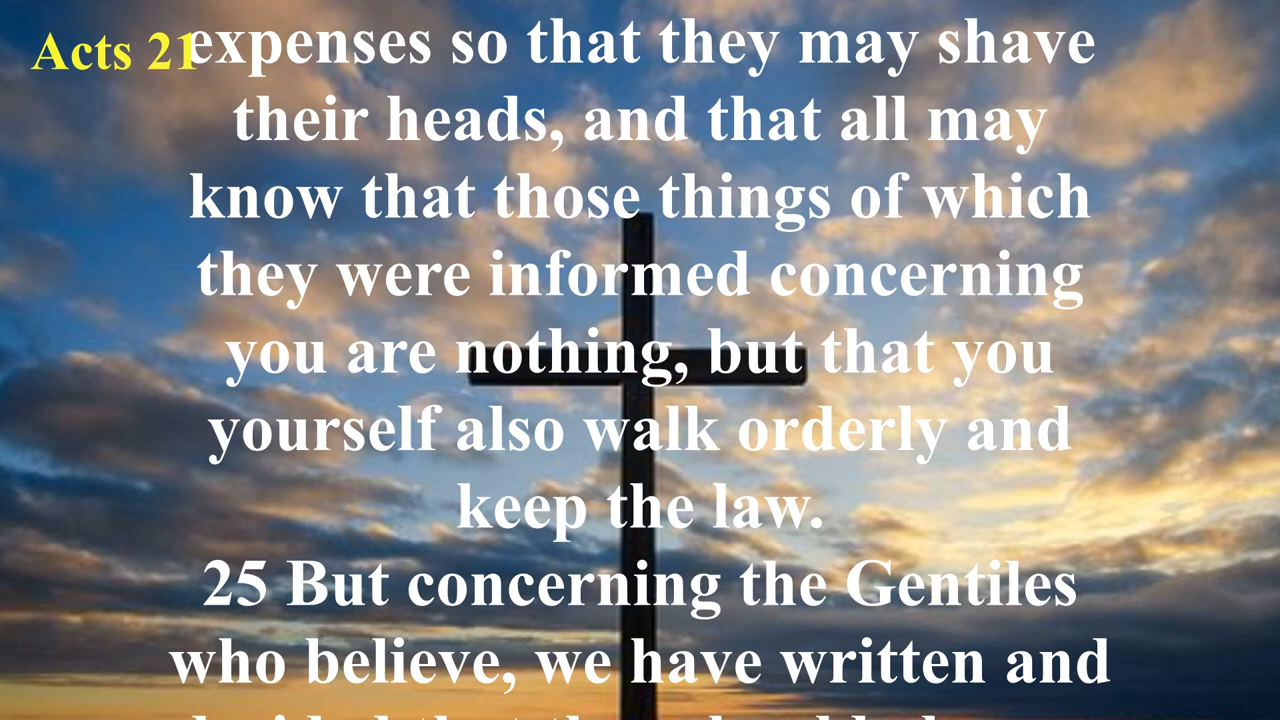 Acts 21
expenses so that they may shave
their heads, and that all may
know that those things of which
they were informed concerning
you are nothing, but that you
yourself also walk orderly and
keep the law.
25 But concerning the Gentiles
who believe, we have written and